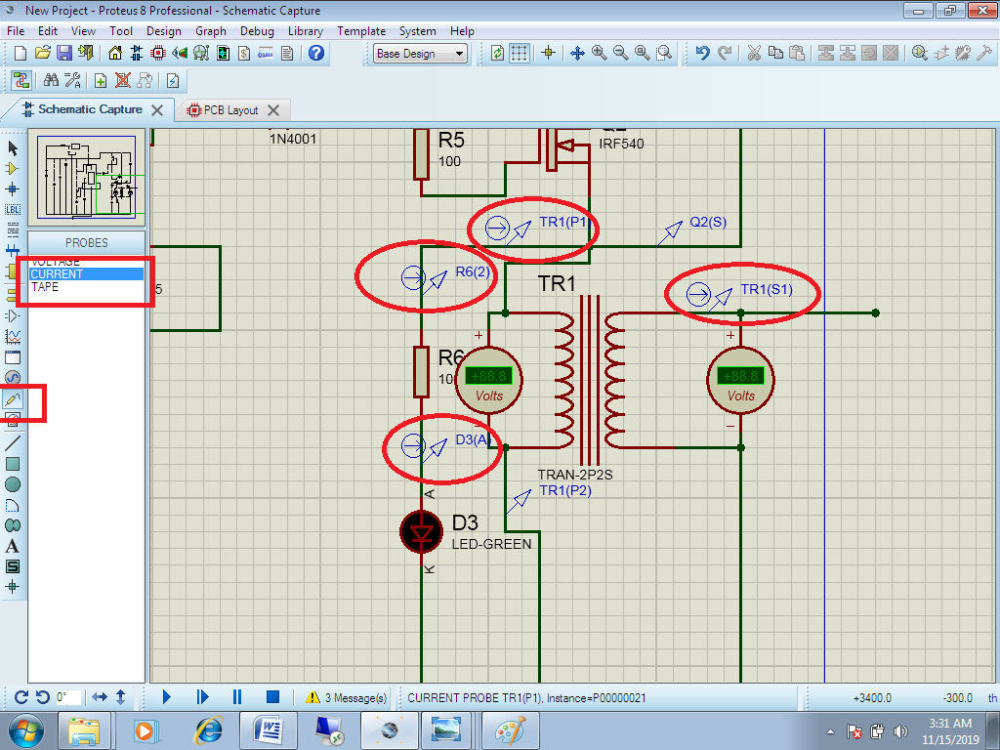 New Project - Proteus 8 Professional - Schematic Capture
File Edit View Tool Design Graph Debug Library Template System Help
Base Design
Schematic Capture
PCB Layout
1N4001
R5
100
IRF540
TR1(P1
Q2(S)
R6(2)
TR1
TR1(S1)
PROBES
VOLTAGE
CURRENT
TAPE
5
LBL
R6
10
+
+88.8
Volts
+
+88.8
Volts
D3(A)
TRAN-2P2S
TR1(P2)
A
D3
LED-GREEN
K
A
S
0°
3 Message(s)
CURRENT PROBE TR1(P1), Instance=P00000021
+3400.0
-300.0
th
3:31 AM
11/15/2019